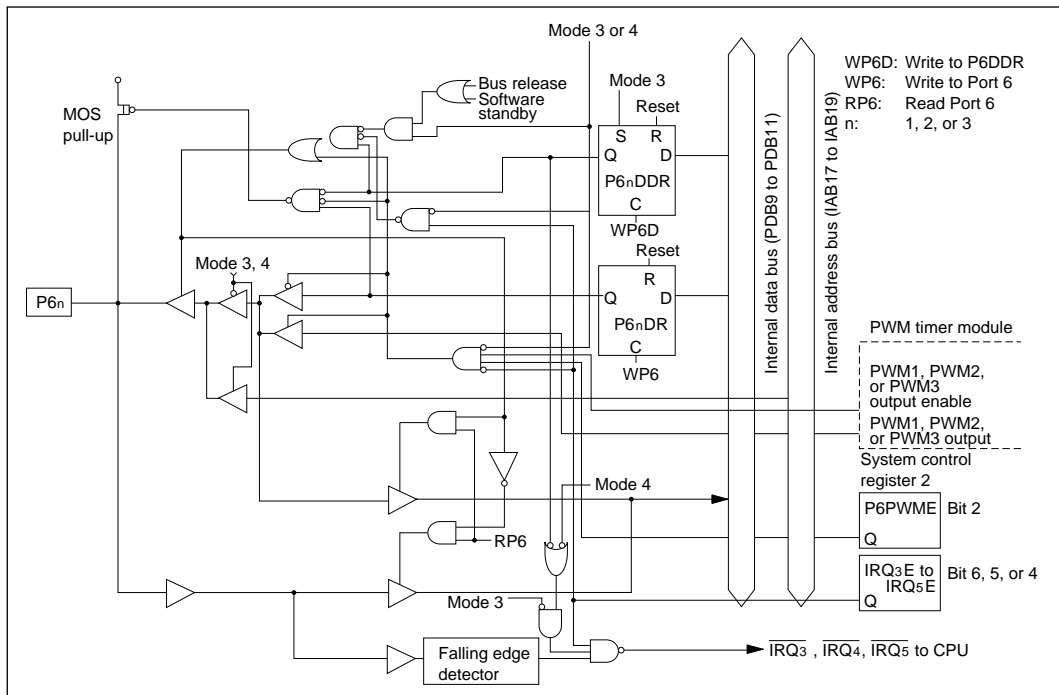 Mode 3 or 4
Bus release
Software
standby
Mode 3
Reset
S
R
Q
D
P6nDDR
C
WP6D
Reset
R
Q
D
P6nDR
C
WP6
MOS
pull-up
Mode 3, 4
P6n
Internal data bus (PDB9 to PDB11)
Internal address bus (IAB17 to IAB19)
WP6D: Write to P6DDR
WP6: Write to Port 6
RP6: Read Port 6
n: 1, 2, or 3
PWM timer module
PWM1, PWM2,
or PWM3
output enable
PWM1, PWM2,
or PWM3 output
System control
register 2
P6PWME
Bit 2
Q
IRQ3E to
IRQ5E
Bit 6, 5, or 4
Q
Mode 4
RP6
Mode 3
Falling edge
detector
IRQ3 , IRQ4, IRQ5 to CPU